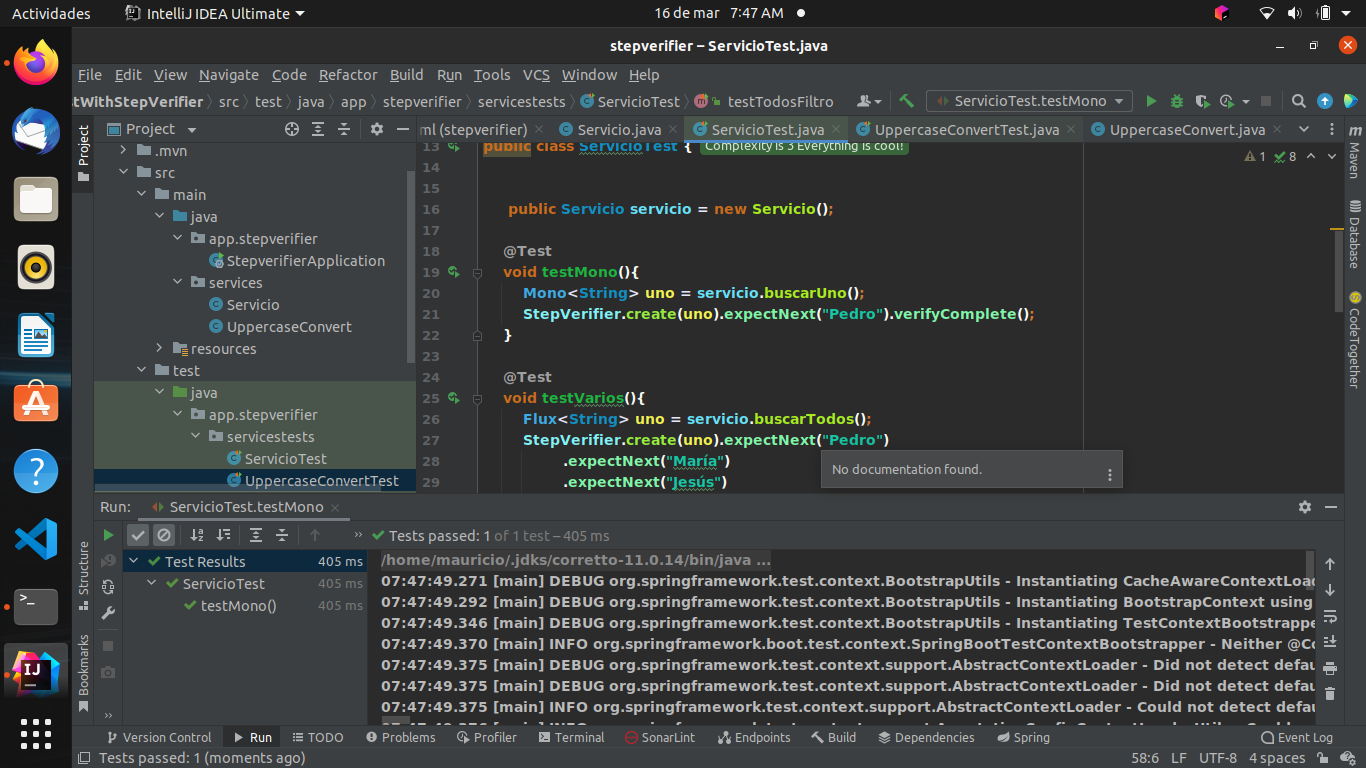 Actividades
IntelliJ IDEA Ultimate
16 de mar 7:47 AM
stepverifier – ServicioTest.java
File Edit View Navigate Code Refactor Build Run Tools VCS Window Help
tWithStepVerifier src test java app stepverifier servicestests ServicioTest testTodosFiltro ServicioTest.testMono
Project
ml (stepverifier) Servicio.java ServicioTest.java UppercaseConvertTest.java UppercaseConvert.java
.mvn
src
main
java
app.stepverifier
StepverifierApplication
services
Servicio
UppercaseConvert
resources
test
java
app.stepverifier
servicestests
ServicioTest
UppercaseConvertTest
13 public class ServicioTest { Complexity is 3 Everything is cool!
1 8
14
15
16 public Servicio servicio = new Servicio();
17
18 @Test
19 void testMono(){
20 Mono<String> uno = servicio.buscarUno();
21 StepVerifier.create(uno).expectNext("Pedro").verifyComplete();
22 }
23
24 @Test
25 void testVarios(){
26 Flux<String> uno = servicio.buscarTodos();
27 StepVerifier.create(uno).expectNext("Pedro")
28 .expectNext("María")
29 .expectNext("Jesús")
No documentation found.
Project
Structure
Bookmarks
Maven
Database
CodeTogether
Run: ServicioTest.testMono
Tests passed: 1 of 1 test – 405 ms
Test Results 405 ms
ServicioTest 405 ms
testMono() 405 ms
/home/mauricio/.jdks/corretto-11.0.14/bin/java ...
07:47:49.271 [main] DEBUG org.springframework.test.context.BootstrapUtils - Instantiating CacheAwareContextLoad
07:47:49.292 [main] DEBUG org.springframework.test.context.BootstrapUtils - Instantiating BootstrapContext using
07:47:49.346 [main] DEBUG org.springframework.test.context.BootstrapUtils - Instantiating TestContextBootstrappe
07:47:49.370 [main] INFO org.springframework.boot.test.context.SpringBootTestContextBootstrapper - Neither @Co
07:47:49.375 [main] DEBUG org.springframework.test.context.support.AbstractContextLoader - Did not detect defau
07:47:49.375 [main] DEBUG org.springframework.test.context.support.AbstractContextLoader - Did not detect defau
07:47:49.375 [main] INFO org.springframework.test.context.support.AbstractContextLoader - Could not detect defau
Version Control Run TODO Problems Profiler Terminal SonarLint Endpoints Build Dependencies Spring Event Log
Tests passed: 1 (moments ago)
58:6 LF UTF-8 4 spaces